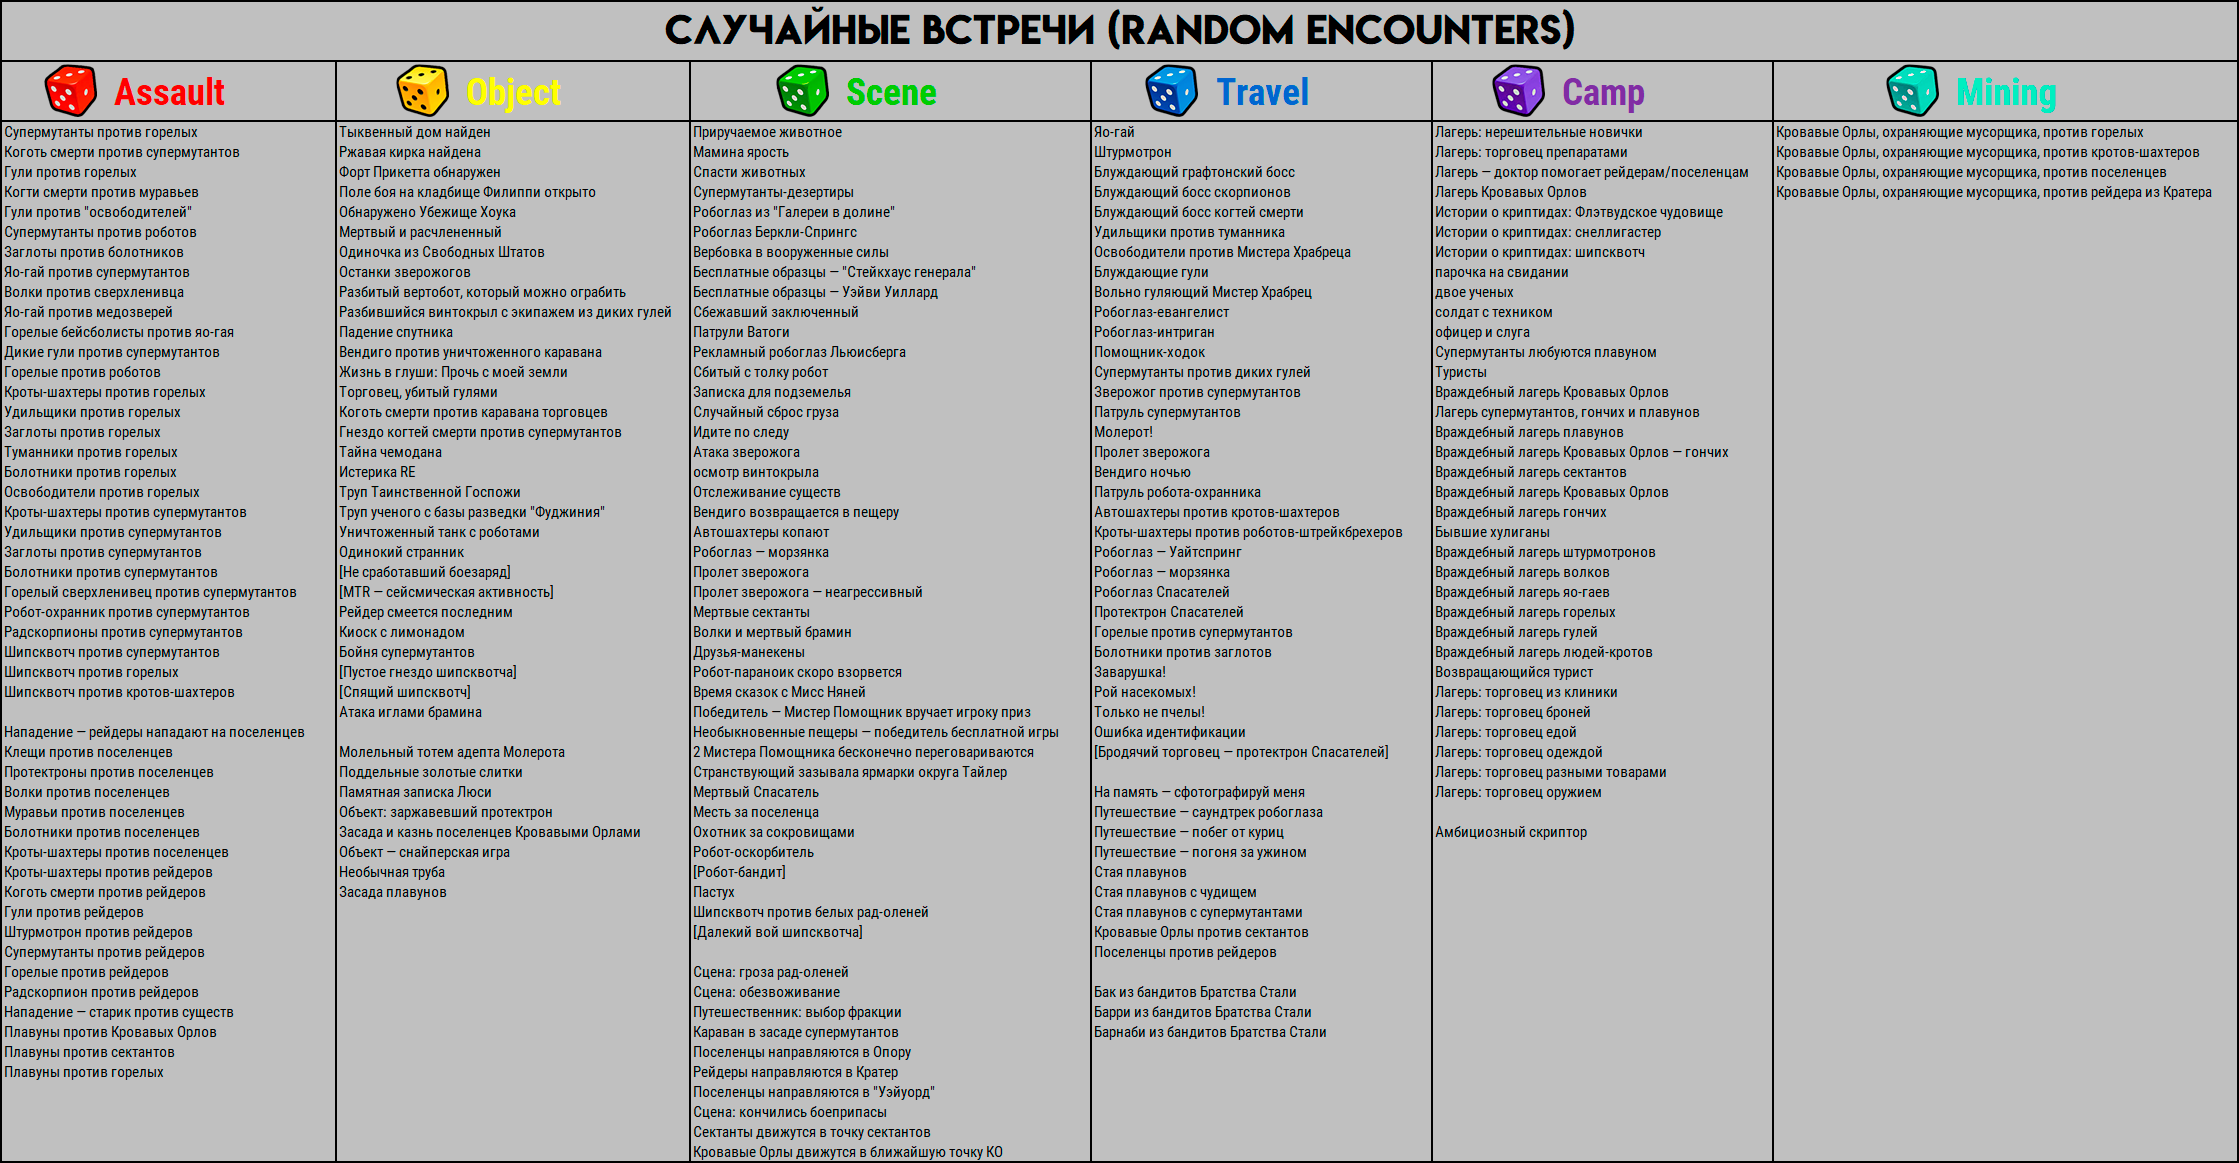 СЛУЧАЙНЫЕ ВСТРЕЧИ (RANDOM ENCOUNTERS)
Assault
Супермутанты против горелых
Коготь смерти против супермутантов
Гули против горелых
Когти смерти против муравьев
Гули против "освободителей"
Супермутанты против роботов
Заглоты против болотников
Яо-гай против супермутантов
Волки против сверхленивца
Яо-гай против медозверей
Горелые бейсболисты против яо-гая
Дикие гули против супермутантов
Горелые против роботов
Кроты-шахтеры против горелых
Удильщики против горелых
Заглоты против горелых
Туманники против горелых
Болотники против горелых
Освободители против горелых
Кроты-шахтеры против супермутантов
Удильщики против супермутантов
Заглоты против супермутантов
Болотники против супермутантов
Горелый сверхленивец против супермутантов
Робот-охранник против супермутантов
Радскорпионы против супермутантов
Шипсквотч против супермутантов
Шипсквотч против горелых
Шипсквотч против кротов-шахтеров
Нападение — рейдеры нападают на поселенцев
Клещи против поселенцев
Протектроны против поселенцев
Волки против поселенцев
Муравьи против поселенцев
Болотники против поселенцев
Кроты-шахтеры против поселенцев
Кроты-шахтеры против рейдеров
Коготь смерти против рейдеров
Гули против рейдеров
Штурмотрон против рейдеров
Супермутанты против рейдеров
Горелые против рейдеров
Радскорпион против рейдеров
Нападение — старик против существ
Плавуны против Кровавых Орлов
Плавуны против сектантов
Плавуны против горелых
Object
Тыквенный дом найден
Ржавая кирка найдена
Форт Прикетта обнаружен
Поле боя на кладбище Филиппи открыто
Обнаружено Убежище Хоука
Мертвый и расчлененный
Одиночка из Свободных Штатов
Останки зверожогов
Разбитый вертобот, который можно ограбить
Разбившийся винтокрыл с экипажем из диких гулей
Падение спутника
Вендиго против уничтоженного каравана
Жизнь в глуши: Прочь с моей земли
Торговец, убитый гулями
Коготь смерти против каравана торговцев
Гнездо когтей смерти против супермутантов
Тайна чемодана
Истерика RE
Труп Таинственной Госпожи
Труп ученого с базы разведки "Фуджиния"
Уничтоженный танк с роботами
Одинокий странник
[Не сработавший боезаряд]
[MTR — сейсмическая активность]
Рейдер смеется последним
Киоск с лимонадом
Бойня супермутантов
[Пустое гнездо шипсквотча]
[Спящий шипсквотч]
Атака иглами брамина
Молельный тотем адепта Молерота
Поддельные золотые слитки
Памятная записка Люси
Объект: заржавевший протектрон
Засада и казнь поселенцев Кровавыми Орлами
Объект — снайперская игра
Необычная труба
Засада плавунов
Scene
Приручаемое животное
Мамина ярость
Спасти животных
Супермутанты-дезертиры
Робоглаз из "Галереи в долине"
Робоглаз Беркли-Спрингс
Вербовка в вооруженные силы
Бесплатные образцы — "Стейкхаус генерала"
Бесплатные образцы — Уэйви Уиллард
Сбежавший заключенный
Патрули Ватоги
Рекламный робоглаз Льюисберга
Сбитый с толку робот
Записка для подземелья
Случайный сброс груза
Идите по следу
Атака зверожога
осмотр винтокрыла
Отслеживание существ
Вендиго возвращается в пещеру
Автошахтеры копают
Робоглаз — морзянка
Пролет зверожога
Пролет зверожога — неагрессивный
Мертвые сектанты
Волки и мертвый брамин
Друзья-манекены
Робот-параноик скоро взорвется
Время сказок с Мисс Няней
Победитель — Мистер Помощник вручает игроку приз
Необыкновенные пещеры — победитель бесплатной игры
2 Мистера Помощника бесконечно переговариваются
Странствующий зазывала ярмарки округа Тайлер
Мертвый Спасатель
Месть за поселенца
Охотник за сокровищами
Робот-оскорбитель
[Робот-бандит]
Пастух
Шипсквотч против белых рад-оленей
[Далекий вой шипсквотча]
Сцена: гроза рад-оленей
Сцена: обезвоживание
Путешественник: выбор фракции
Караван в засаде супермутантов
Поселенцы направляются в Опору
Рейдеры направляются в Кратер
Поселенцы направляются в "Уэйуорд"
Сцена: кончились боеприпасы
Сектанты движутся в точку сектантов
Кровавые Орлы движутся в ближайшую точку КО
Travel
Яо-гай
Штурмотрон
Блуждающий графтонский босс
Блуждающий босс скорпионов
Блуждающий босс когтей смерти
Удильщики против туманника
Освободители против Мистера Храбреца
Блуждающие гули
Вольно гуляющий Мистер Храбрец
Робоглаз-евангелист
Робоглаз-интриган
Помощник-ходок
Супермутанты против диких гулей
Зверожог против супермутантов
Патруль супермутантов
Молерот!
Пролет зверожога
Вендиго ночью
Патруль робота-охранника
Автошахтеры против кротов-шахтеров
Кроты-шахтеры против роботов-штрейкбрехеров
Робоглаз — Уайтспринг
Робоглаз — морзянка
Робоглаз Спасателей
Протектрон Спасателей
Горелые против супермутантов
Болотники против заглотов
Заварушка!
Рой насекомых!
Только не пчелы!
Ошибка идентификации
[Бродячий торговец — протектрон Спасателей]
На память — сфотографируй меня
Путешествие — саундтрек робоглаза
Путешествие — побег от куриц
Путешествие — погоня за ужином
Стая плавунов
Стая плавунов с чудищем
Стая плавунов с супермутантами
Кровавые Орлы против сектантов
Поселенцы против рейдеров
Бак из бандитов Братства Стали
Барри из бандитов Братства Стали
Барнаби из бандитов Братства Стали
Camp
Лагерь: нерешительные новички
Лагерь: торговец препаратами
Лагерь — доктор помогает рейдерам/поселенцам
Лагерь Кровавых Орлов
Истории о криптидах: Флэтвудское чудовище
Истории о криптидах: снеллигастер
Истории о криптидах: шипсквотч
парочка на свидании
двое ученых
солдат с техником
офицер и слуга
Супермутанты любуются плавуном
Туристы
Враждебный лагерь Кровавых Орлов
Лагерь супермутантов, гончих и плавунов
Враждебный лагерь плавунов
Враждебный лагерь Кровавых Орлов — гончих
Враждебный лагерь сектантов
Враждебный лагерь Кровавых Орлов
Враждебный лагерь гончих
Бывшие хулиганы
Враждебный лагерь штурмотронов
Враждебный лагерь волков
Враждебный лагерь яо-гаев
Враждебный лагерь горелых
Враждебный лагерь гулей
Враждебный лагерь людей-кротов
Возвращающийся турист
Лагерь: торговец из клиники
Лагерь: торговец броней
Лагерь: торговец едой
Лагерь: торговец одеждой
Лагерь: торговец разными товарами
Лагерь: торговец оружием
Амбициозный скриптор
Mining
Кровавые Орлы, охраняющие мусорщика, против горелых
Кровавые Орлы, охраняющие мусорщика, против кротов-шахтеров
Кровавые Орлы, охраняющие мусорщика, против поселенцев
Кровавые Орлы, охраняющие мусорщика, против рейдера из Кратера